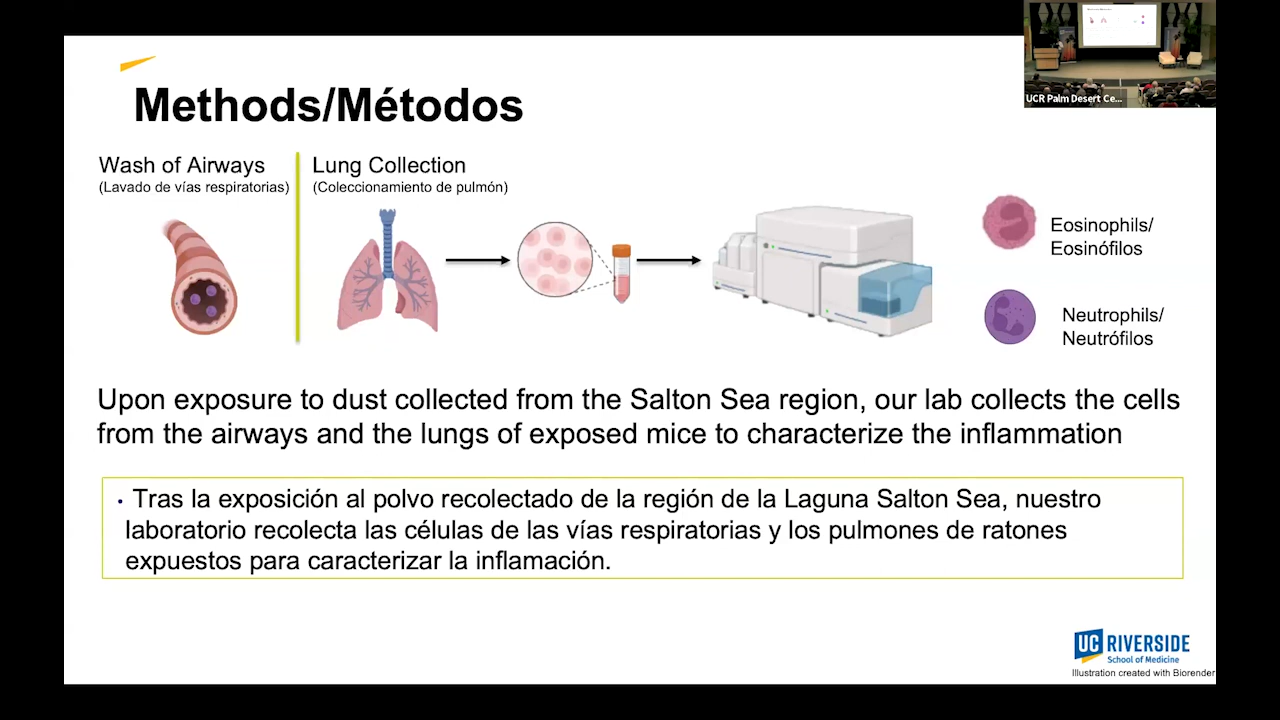 UCR Palm Desert Ce...
Methods/Métodos
Wash of Airways
(Lavado de vías respiratorias)
Lung Collection
(Coleccionamiento de pulmón)
Eosinophils/
Eosinófilos
Neutrophils/
Neutrófilos
Upon exposure to dust collected from the Salton Sea region, our lab collects the cells
from the airways and the lungs of exposed mice to characterize the inflammation
• Tras la exposición al polvo recolectado de la región de la Laguna Salton Sea, nuestro
laboratorio recolecta las células de las vías respiratorias y los pulmones de ratones
expuestos para caracterizar la inflamación.
UC RIVERSIDE
School of Medicine
Illustration created with Biorender